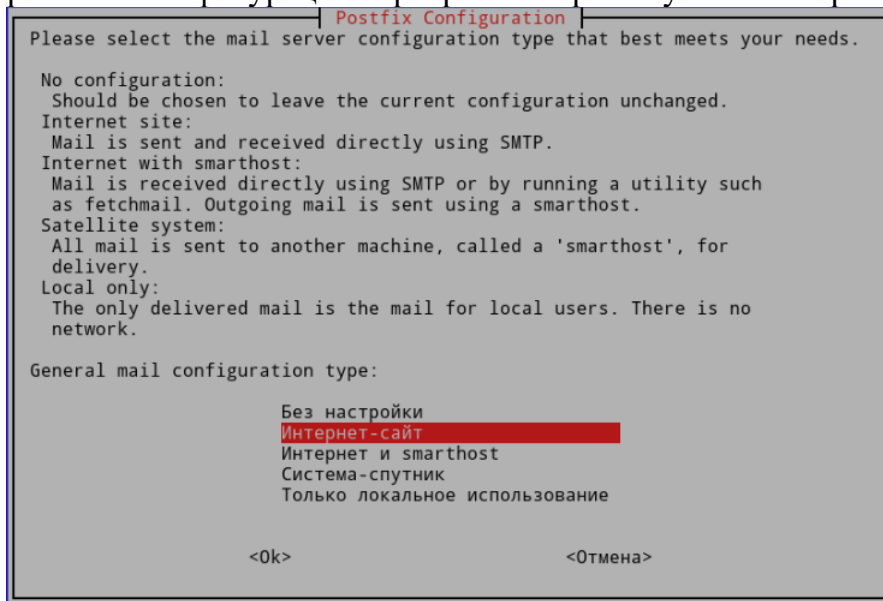 Postfix Configuration
Please select the mail server configuration type that best meets your needs.
No configuration:
Should be chosen to leave the current configuration unchanged.
Internet site:
Mail is sent and received directly using SMTP.
Internet with smarthost:
Mail is received directly using SMTP or by running a utility such
as fetchmail. Outgoing mail is sent using a smarthost.
Satellite system:
All mail is sent to another machine, called a 'smarthost', for
delivery.
Local only:
The only delivered mail is the mail for local users. There is no
network.
General mail configuration type:
Без настройки
Интернет-сайт
Интернет и smarthost
Система-спутник
Только локальное использование
<Ok> <Отмена>